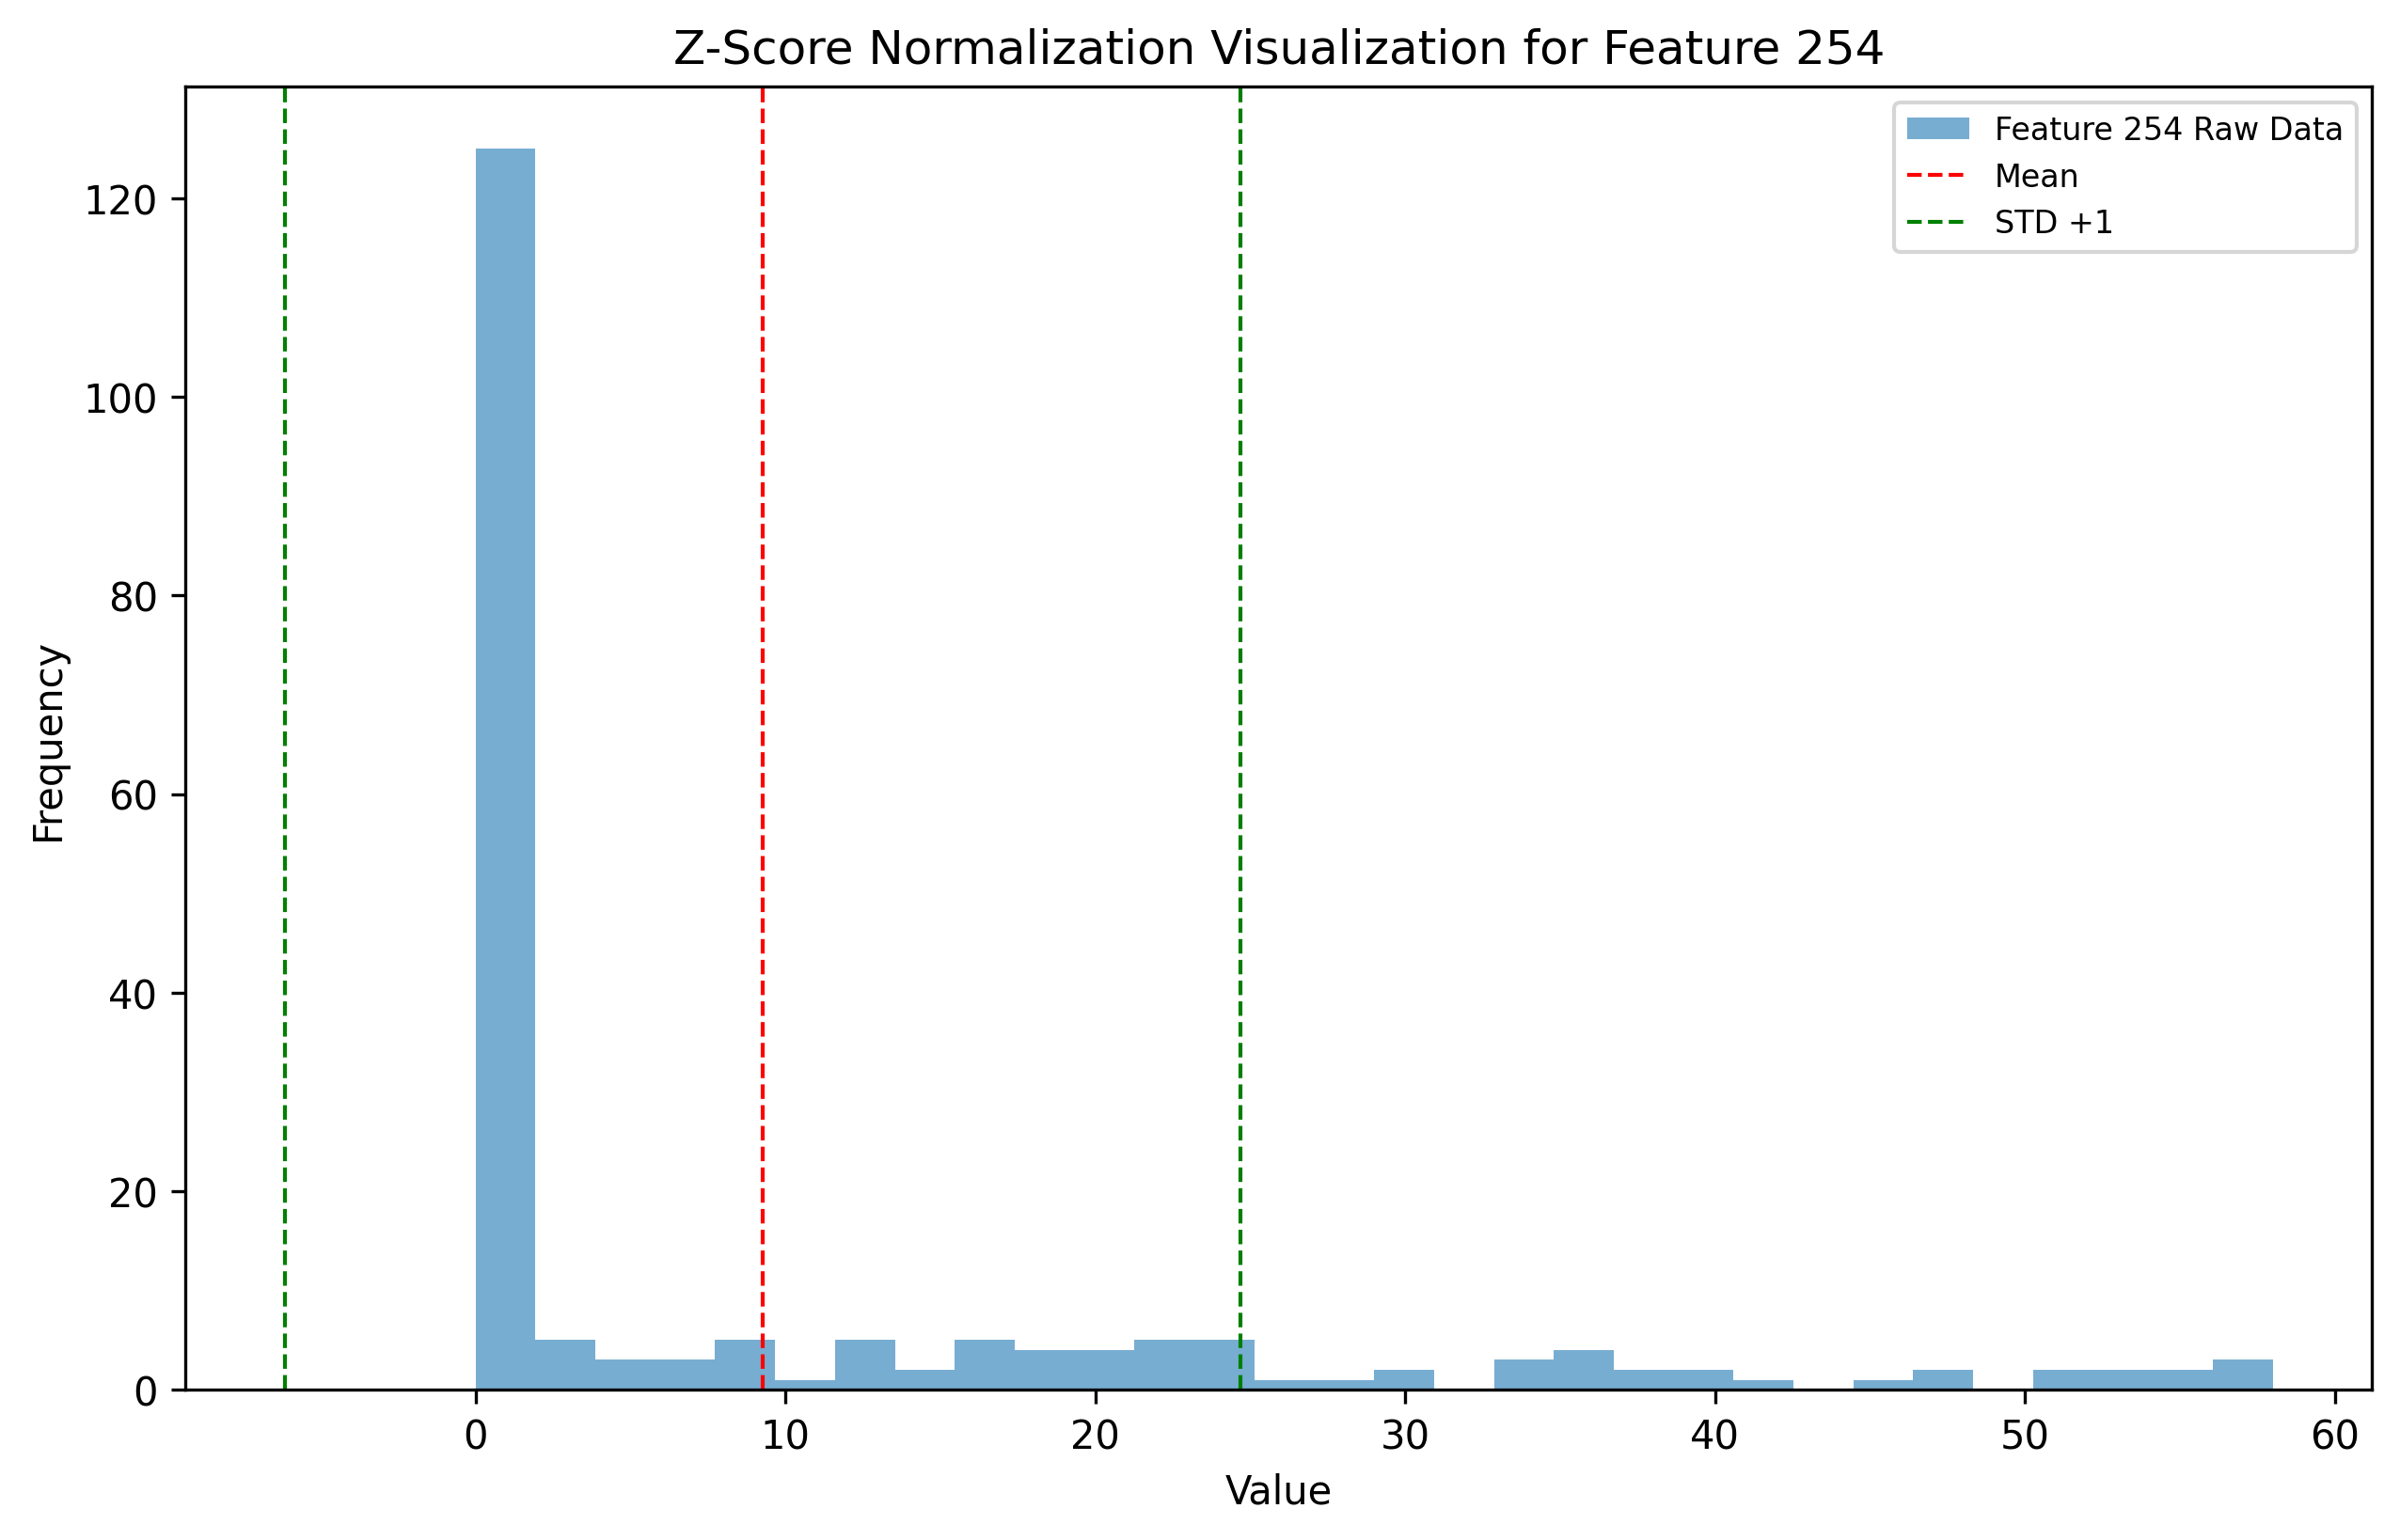 Z-Score Normalization Visualization for Feature 254
Feature 254 Raw Data
Mean
STD +1
Frequency
120
100
80
60
40
20
0
0 10 20 30 40 50 60
Value